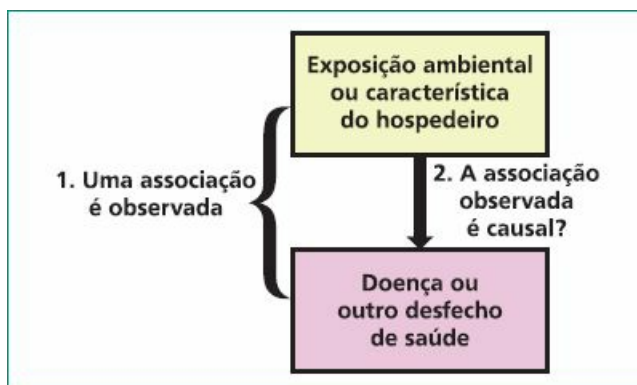 Exposição ambiental
ou característica
do hospedeiro
1. Uma associação
é observada
2. A associação
observada
é causal?
Doença ou
outro desfecho
de saúde